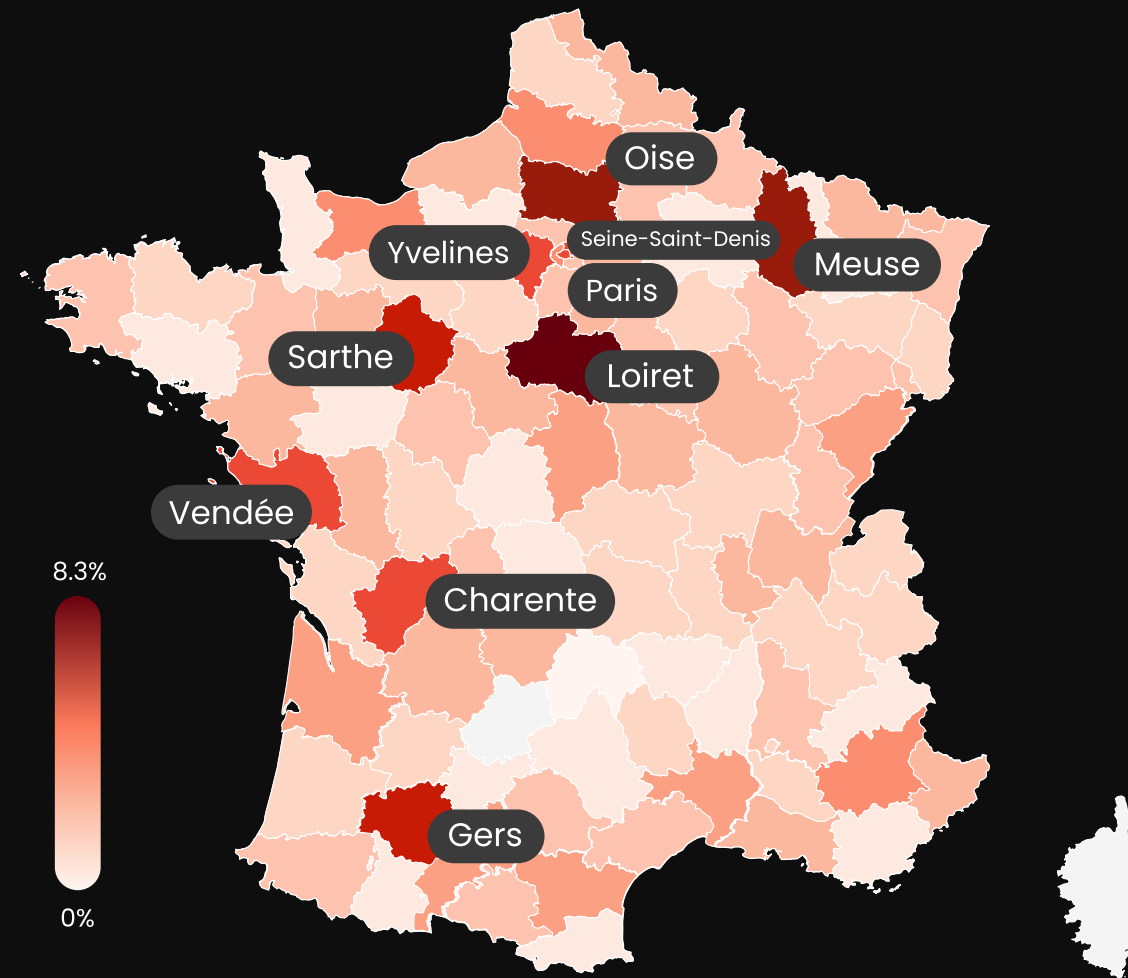 Oise
Seine-Saint-Denis
Yvelines
Meuse
Paris
Sarthe
Loiret
Vendée
8.3%
Charente
Gers
0%